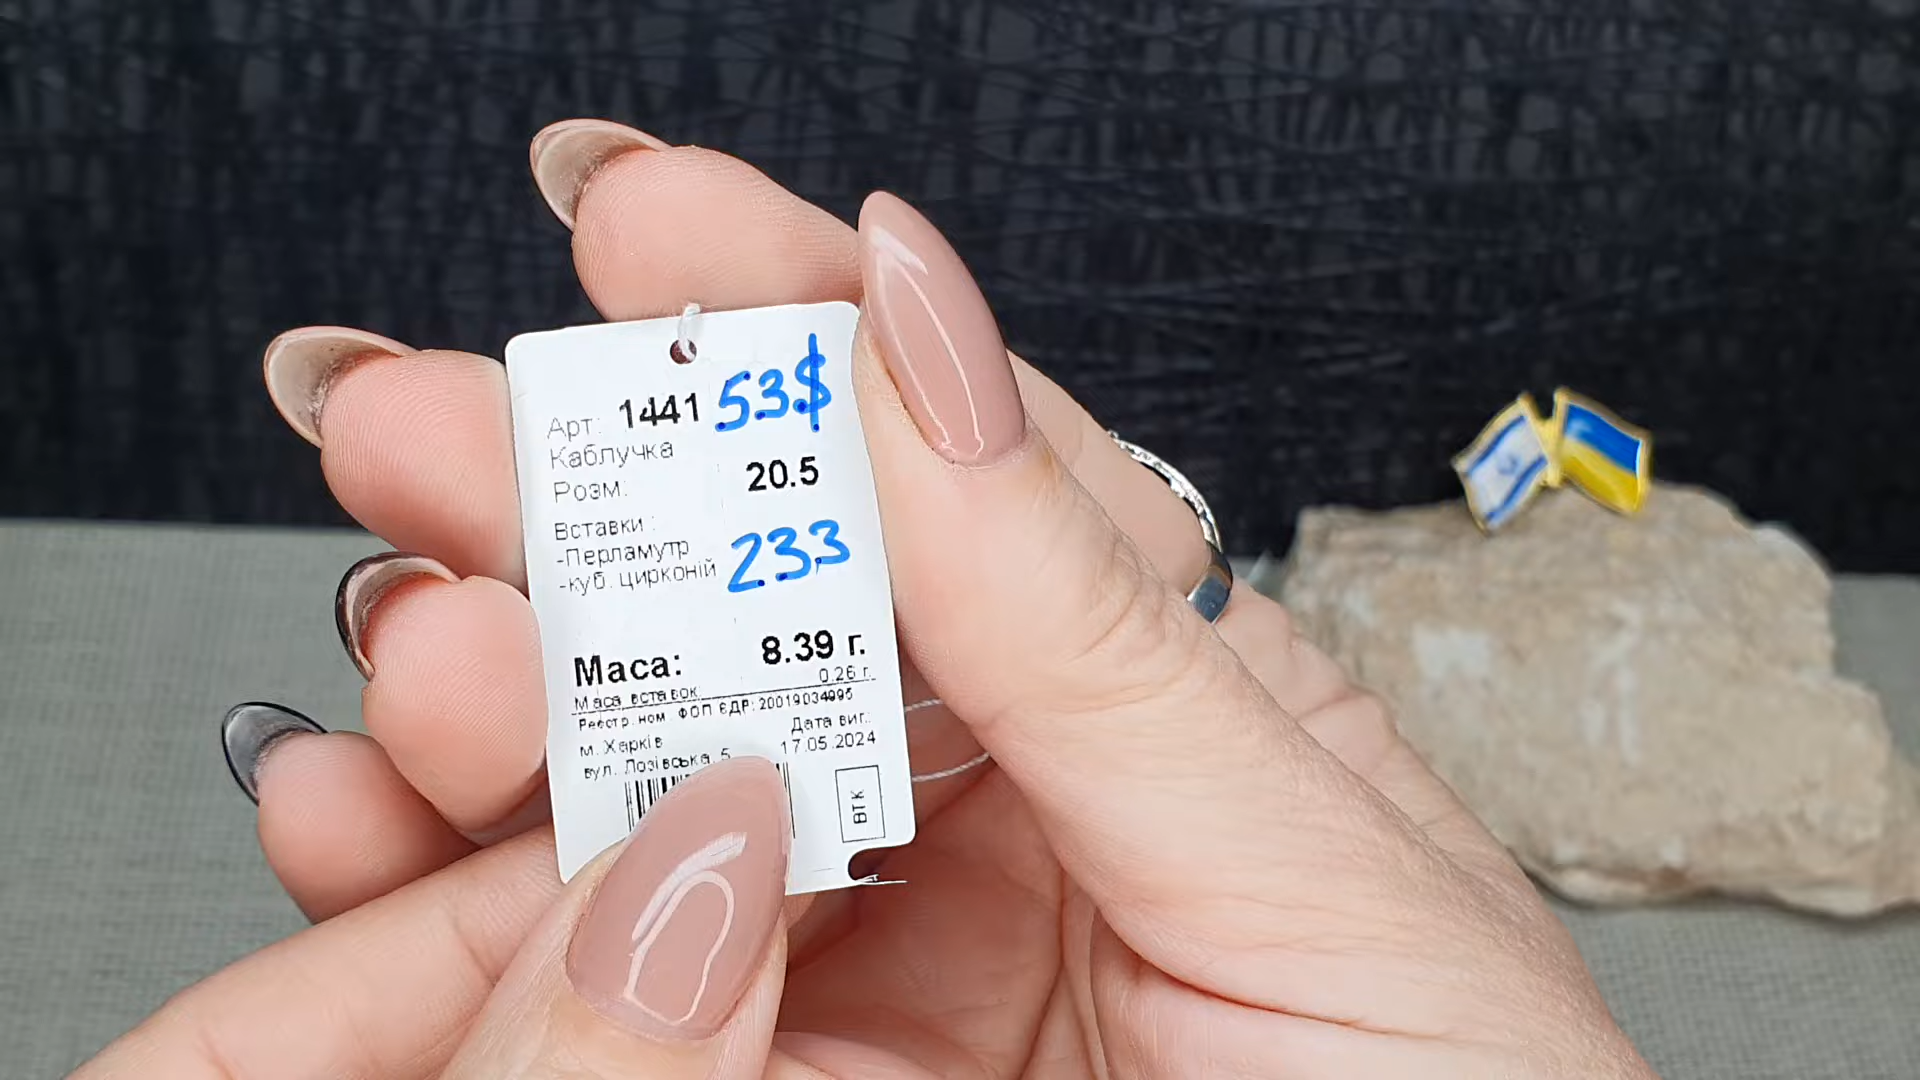 Арт: 1441 53$
Каблучка
Розм: 20.5
Вставки :
-Перламутр
-куб. цирконій 233
Маса: 8.39 г.
Маса вставок 0.26 г.
Реєстр. ном ФОП ЄДР: 20019034995
м. Харків Дата виг.:
вул. Лозівська, 5 17.05.2024
ВТК